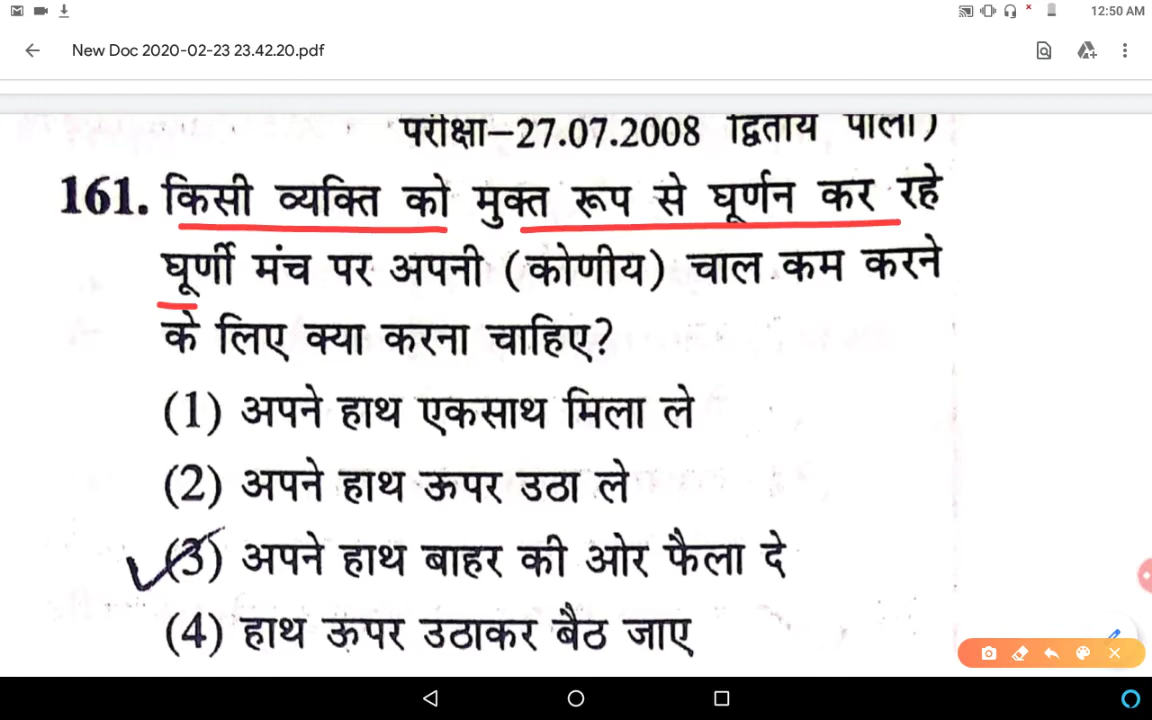 12:50 AM
New Doc 2020-02-23 23.42.20.pdf
परीक्षा–27.07.2008 द्वितीय पाली)
161. किसी व्यक्ति को मुक्त रूप से घूर्णन कर रहे
घूर्णी मंच पर अपनी (कोणीय) चाल कम करने
के लिए क्या करना चाहिए?
(1) अपने हाथ एकसाथ मिला ले
(2) अपने हाथ ऊपर उठा ले
(3) अपने हाथ बाहर की ओर फैला दे
(4) हाथ ऊपर उठाकर बैठ जाए